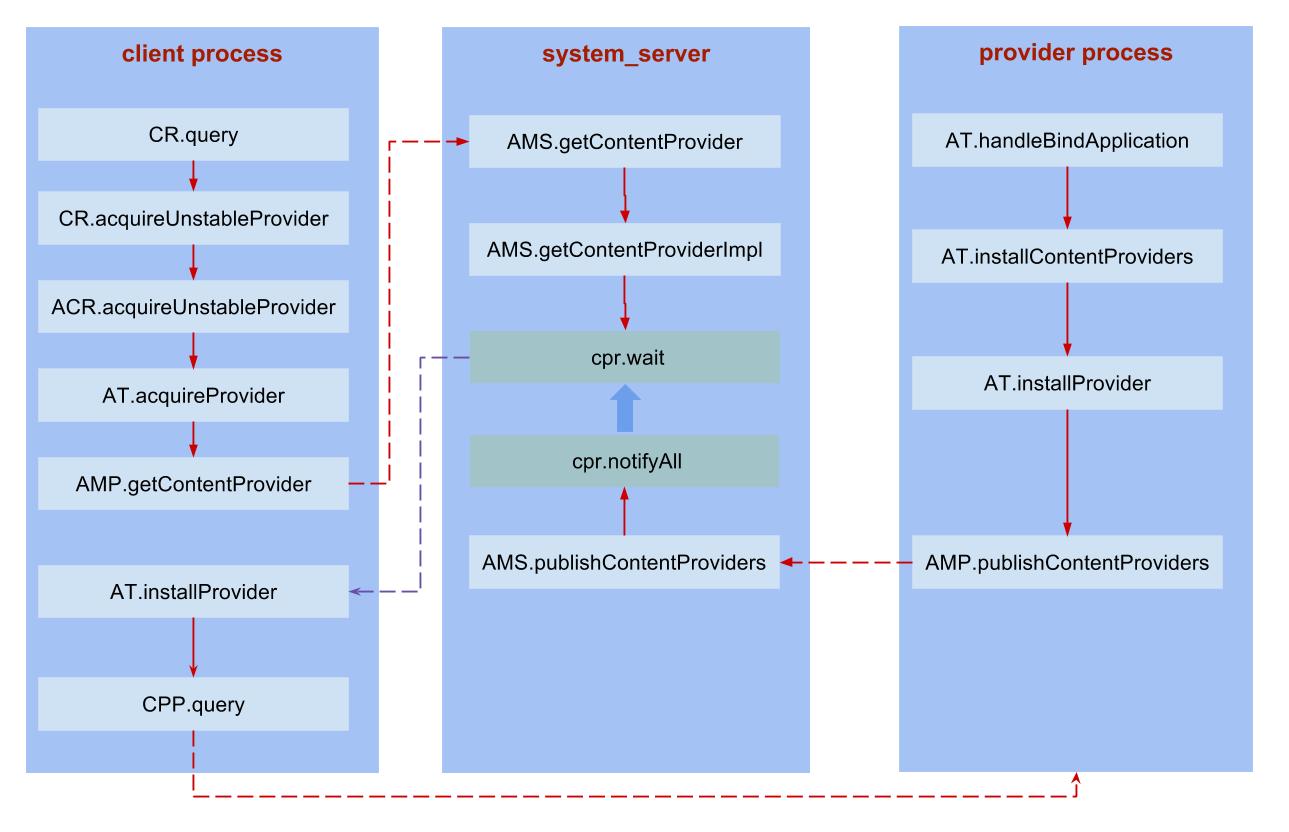 client process
CR.query
CR.acquireUnstableProvider
ACR.acquireUnstableProvider
AT.acquireProvider
AMP.getContentProvider
AT.installProvider
CPP.query
system_server
AMS.getContentProvider
AMS.getContentProviderImpl
cpr.wait
cpr.notifyAll
AMS.publishContentProviders
provider process
AT.handleBindApplication
AT.installContentProviders
AT.installProvider
AMP.publishContentProviders